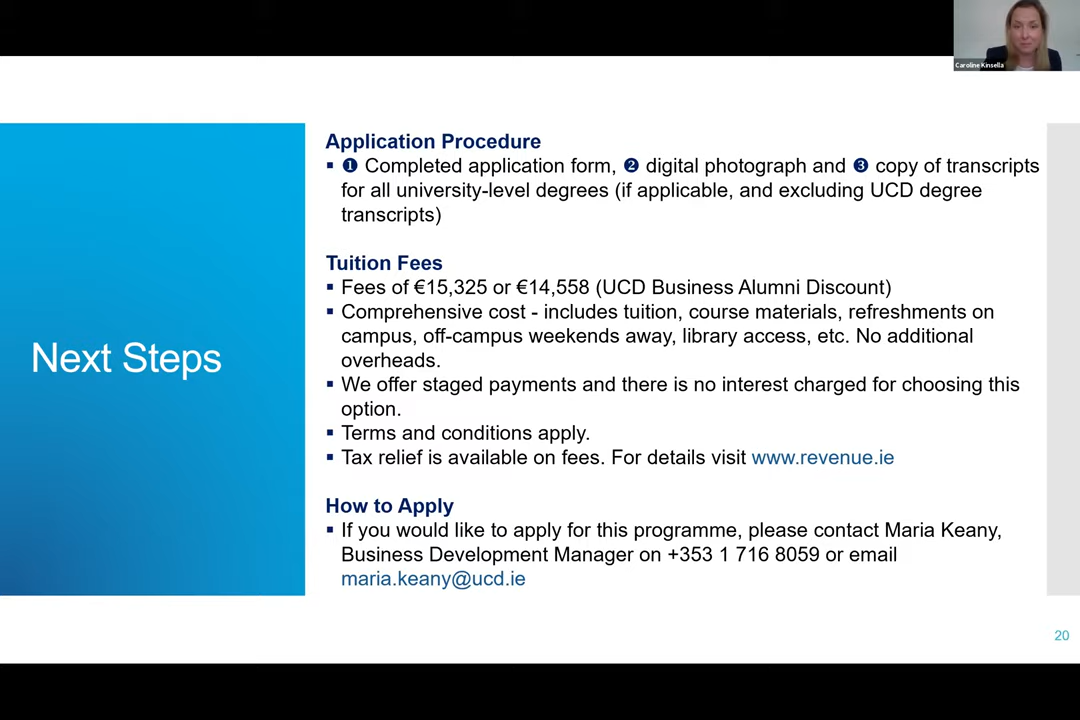 Caroline Kinsella
Next Steps
Application Procedure
▪ ❶ Completed application form, ❷ digital photograph and ❸ copy of transcripts
for all university-level degrees (if applicable, and excluding UCD degree
transcripts)
Tuition Fees
▪ Fees of €15,325 or €14,558 (UCD Business Alumni Discount)
▪ Comprehensive cost - includes tuition, course materials, refreshments on
campus, off-campus weekends away, library access, etc. No additional
overheads.
▪ We offer staged payments and there is no interest charged for choosing this
option.
▪ Terms and conditions apply.
▪ Tax relief is available on fees. For details visit www.revenue.ie
How to Apply
▪ If you would like to apply for this programme, please contact Maria Keany,
Business Development Manager on +353 1 716 8059 or email
maria.keany@ucd.ie
20